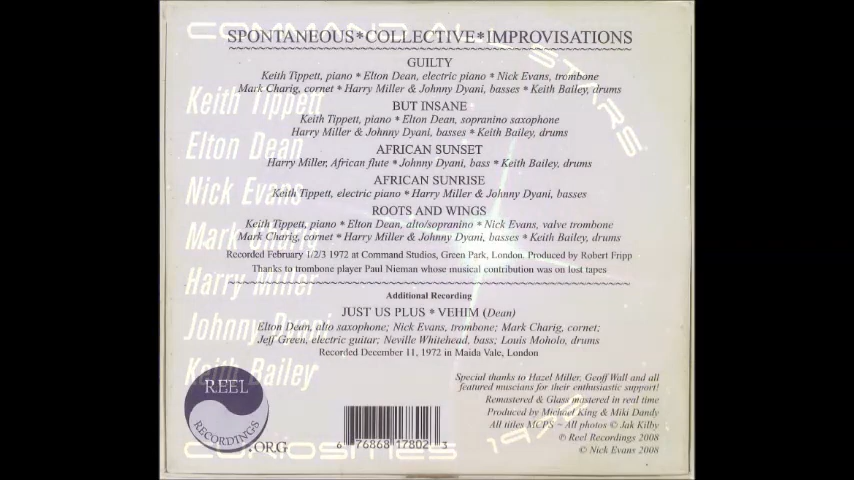 COMMAND ALL STARS
SPONTANEOUS*COLLECTIVE*IMPROVISATIONS
GUILTY
Keith Tippett, piano * Elton Dean, electric piano * Nick Evans, trombone
Mark Charig, cornet * Harry Miller & Johnny Dyani, basses * Keith Bailey, drums
BUT INSANE
Keith Tippett, piano * Elton Dean, sopranino saxophone
Harry Miller & Johnny Dyani, basses * Keith Bailey, drums
AFRICAN SUNSET
Harry Miller, African flute * Johnny Dyani, bass * Keith Bailey, drums
AFRICAN SUNRISE
Keith Tippett, electric piano * Harry Miller & Johnny Dyani, basses
ROOTS AND WINGS
Keith Tippett, piano * Elton Dean, alto/sopranino * Nick Evans, valve trombone
Mark Charig, cornet * Harry Miller & Johnny Dyani, basses * Keith Bailey, drums
Recorded February 1/2/3 1972 at Command Studios, Green Park, London. Produced by Robert Fripp
Thanks to trombone player Paul Nieman whose musical contribution was on lost tapes
Additional Recording
JUST US PLUS * VEHIM (Dean)
Elton Dean, alto saxophone; Nick Evans, trombone; Mark Charig, cornet;
Jeff Green, electric guitar; Neville Whitehead, bass; Louis Moholo, drums
Recorded December 11, 1972 in Maida Vale, London
Keith Tippett
Elton Dean
Nick Evans
Mark Charig
Harry Miller
Johnny Dyani
Keith Bailey
Special thanks to Hazel Miller, Geoff Wall and all
featured muscians for their enthusiastic support!
Remastered & Glass mastered in real time
Produced by Michael King & Miki Dandy
All titles MCPS ~ All photos © Jak Kilby
℗ Reel Recordings 2008
© Nick Evans 2008
REEL
RECORDINGS
.ORG
6 76868 17802 3
CURIOSITIES 1972